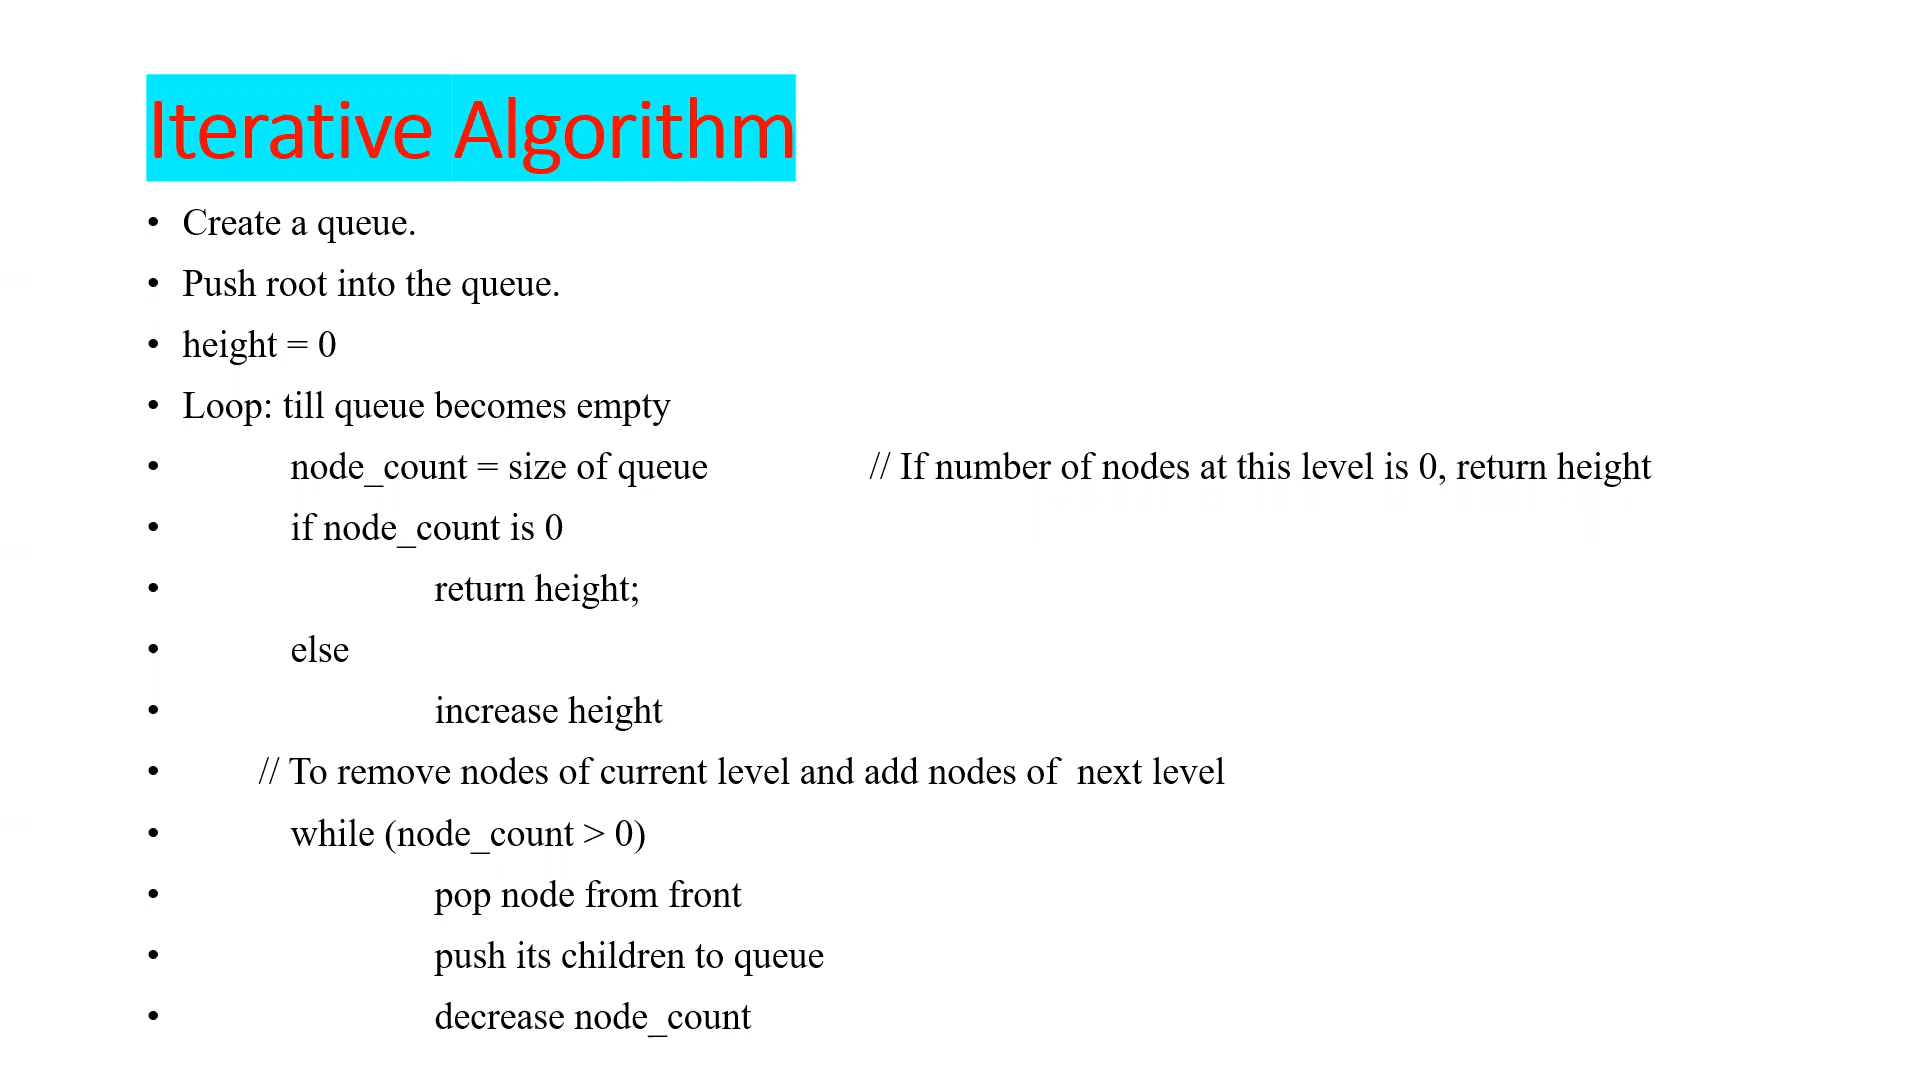 Iterative Algorithm
• Create a queue.
• Push root into the queue.
• height = 0
• Loop: till queue becomes empty
• node_count = size of queue // If number of nodes at this level is 0, return height
• if node_count is 0
• return height;
• else
• increase height
• // To remove nodes of current level and add nodes of  next level
• while (node_count > 0)
• pop node from front
• push its children to queue
• decrease node_count